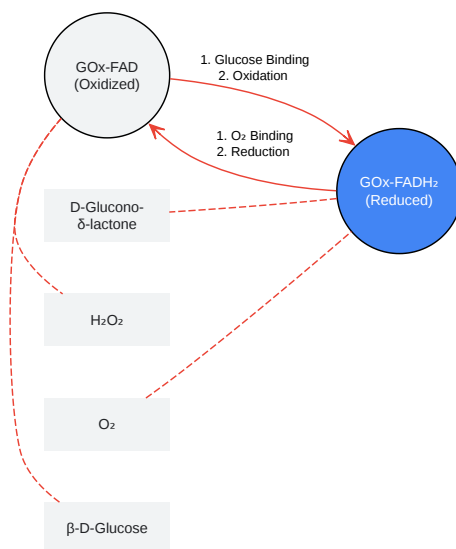 GOx-FAD
(Oxidized)
1. Glucose Binding
2. Oxidation
1. O₂ Binding
2. Reduction
GOx-FADH₂
(Reduced)
D-Glucono-
δ-lactone
H₂O₂
O₂
β-D-Glucose